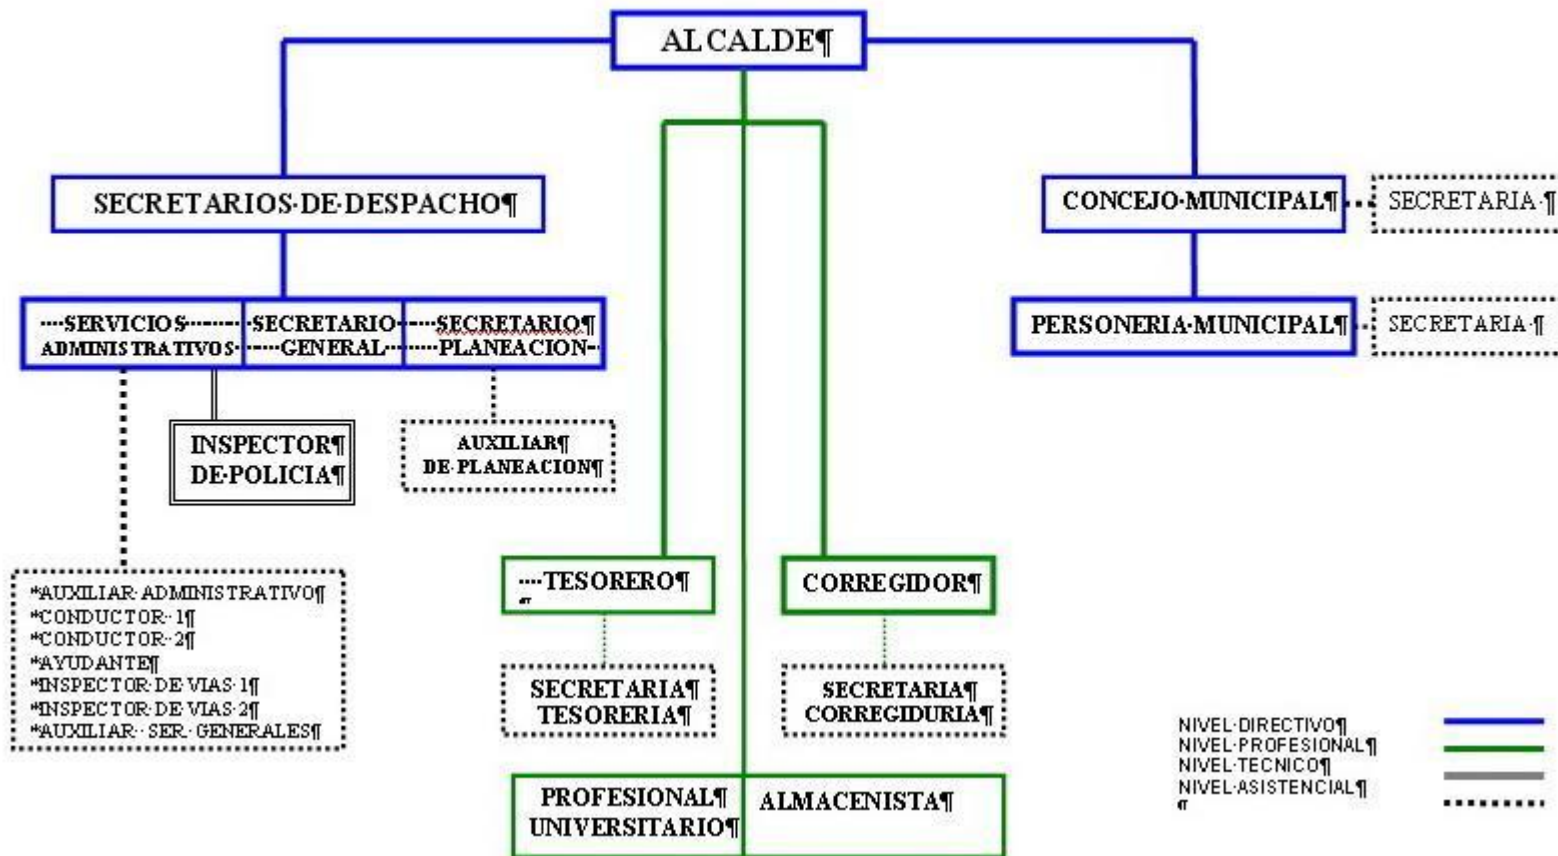 ALCALDE¶
SECRETARIOS·DE·DESPACHO¶
CONCEJO·MUNICIPAL¶
SECRETARIA·¶
····SERVICIOS··········SECRETARIO·······SECRETARIO¶
ADMINISTRATIVOS········GENERAL·······PLANEACION··
PERSONERIA·MUNICIPAL¶
SECRETARIA·¶
INSPECTOR¶
DE·POLICIA¶
AUXILIAR¶
DE·PLANEACION¶
*AUXILIAR·ADMINISTRATIVO¶
*CONDUCTOR··1¶
*CONDUCTOR··2¶
*AYUDANTE¶
*INSPECTOR·DE·VIAS·1¶
*INSPECTOR·DE·VIAS·2¶
*AUXILIAR··SER·GENERALES¶
····TESORERO¶
¶
CORREGIDOR¶
SECRETARIA¶
TESORERIA¶
SECRETARIA¶
CORREGIDURIA¶
PROFESIONAL¶
UNIVERSITARIO¶
ALMACENISTA¶
NIVEL·DIRECTIVO¶
NIVEL·PROFESIONAL¶
NIVEL·TECNICO¶
NIVEL·ASISTENCIAL¶
¶